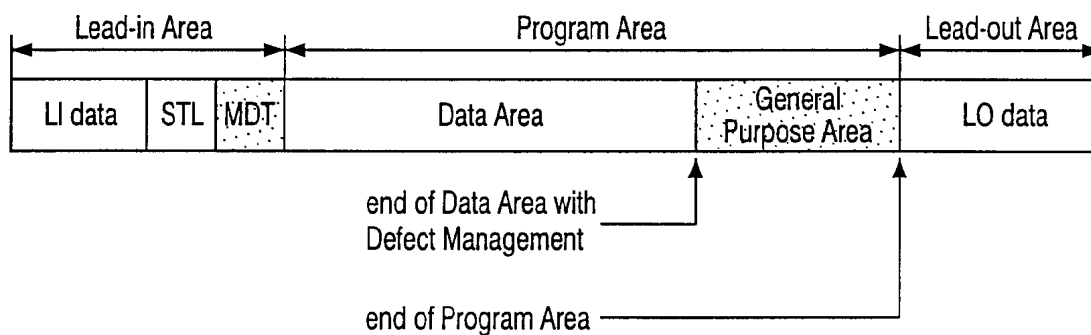 Lead-in Area
Program Area
Lead-out Area
LI data
STL
MDT
Data Area
General
Purpose Area
LO data
end of Data Area with
Defect Management
end of Program Area